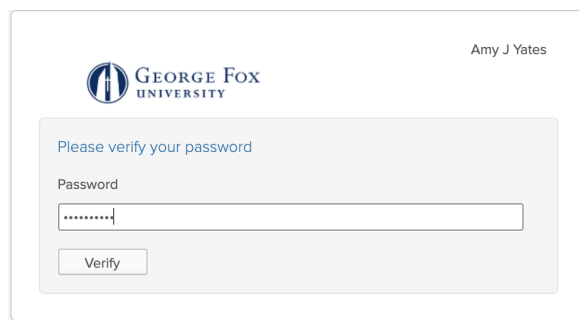 Amy J Yates
GEORGE FOX
UNIVERSITY
Please verify your password
Password
••••••••••
Verify